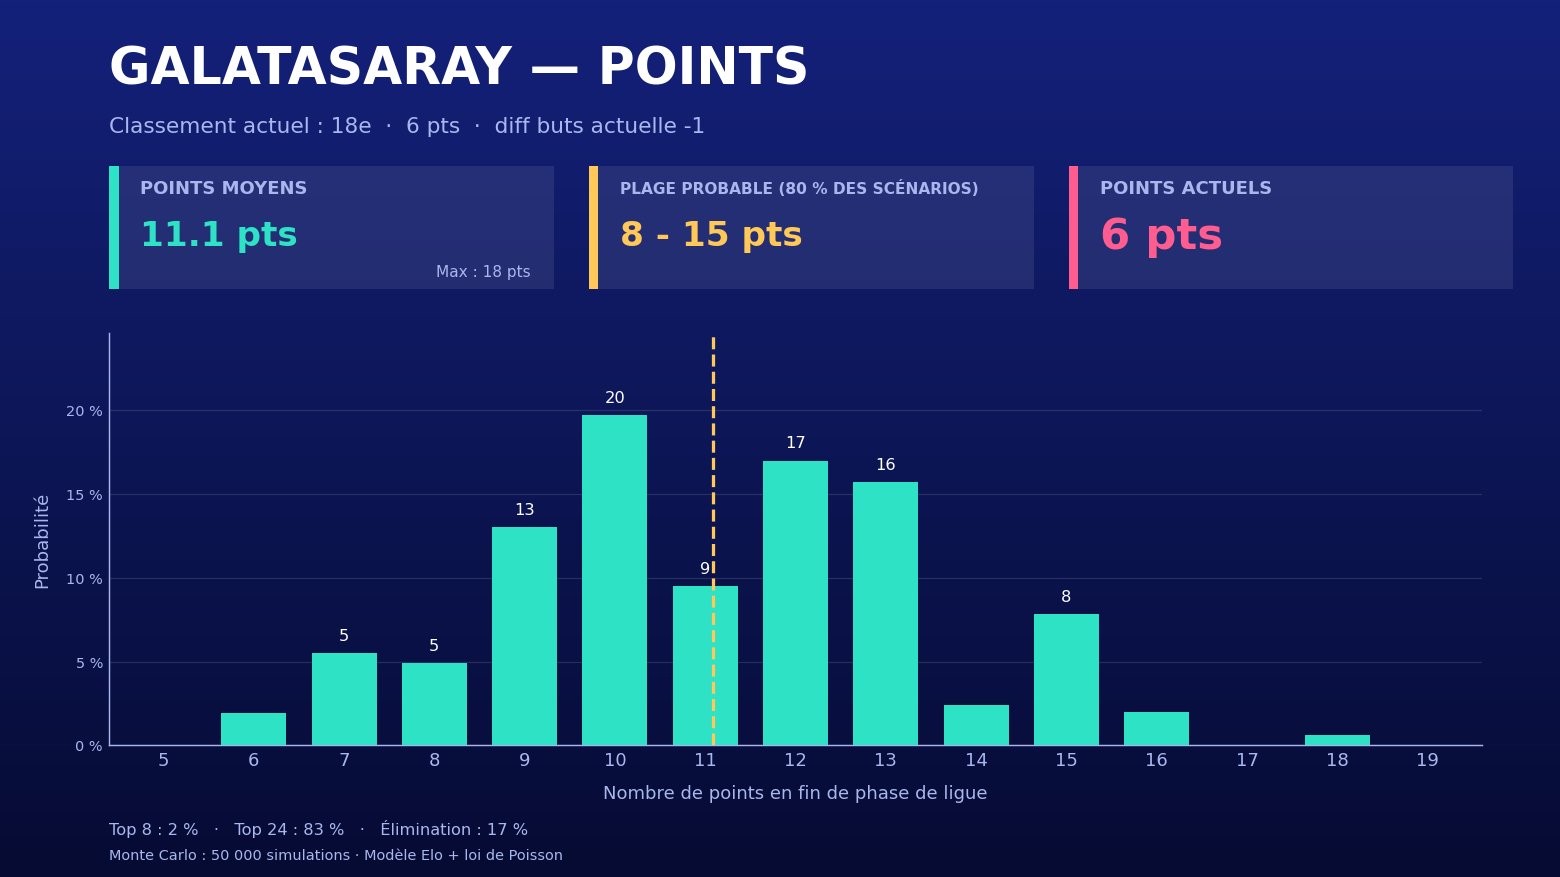 GALATASARAY — POINTS
Classement actuel : 18e · 6 pts · diff buts actuelle -1
POINTS MOYENS
11.1 pts
Max : 18 pts
PLAGE PROBABLE (80 % DES SCÉNARIOS)
8 - 15 pts
POINTS ACTUELS
6 pts
Probabilité
20 %
15 %
10 %
5 %
0 %
5
5
13
20
9
17
16
8
5 6 7 8 9 10 11 12 13 14 15 16 17 18 19
Nombre de points en fin de phase de ligue
Top 8 : 2 % · Top 24 : 83 % · Élimination : 17 %
Monte Carlo : 50 000 simulations · Modèle Elo + loi de Poisson